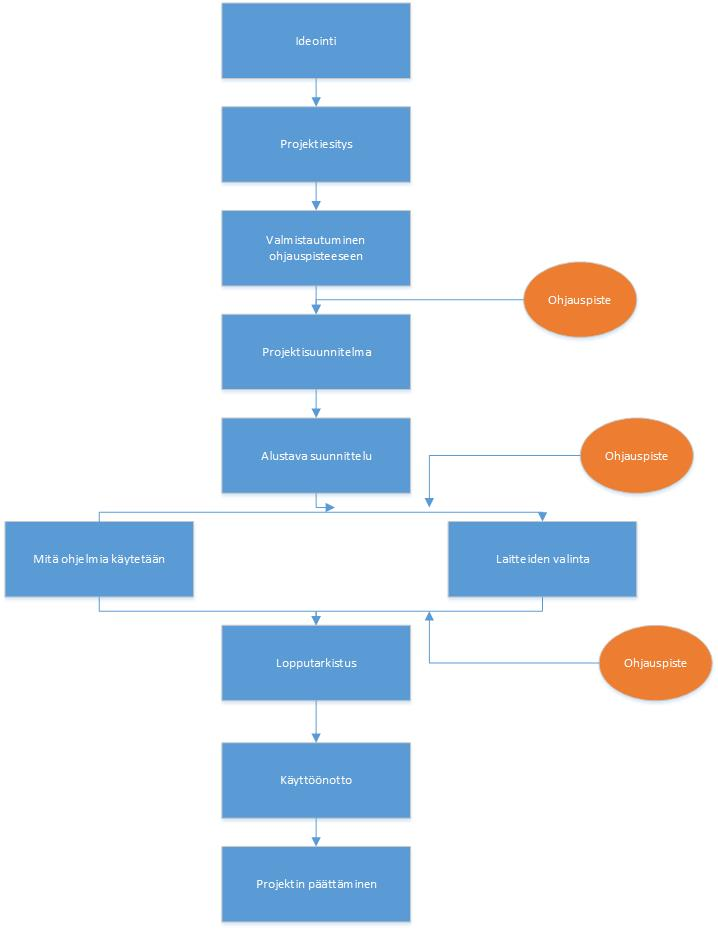 Ideointi
Projektiesitys
Valmistautuminen
ohjauspisteeseen
Ohjauspiste
Projektisuunnitelma
Alustava suunnittelu
Ohjauspiste
Mitä ohjelmia käytetään
Laitteiden valinta
Lopputarkistus
Ohjauspiste
Käyttöönotto
Projektin päättäminen